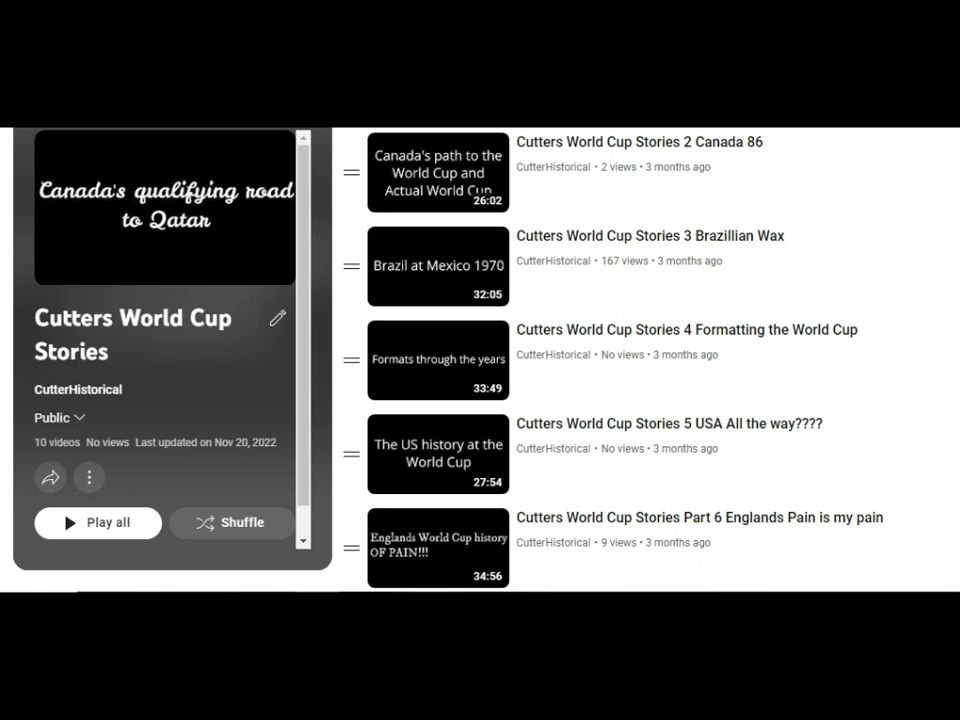 Canada's qualifying road
to Qatar
Cutters World Cup
Stories
CutterHistorical
Public
10 videos No views Last updated on Nov 20, 2022
Play all
Shuffle
Canada's path to the
World Cup and
Actual World Cup
26:02
Cutters World Cup Stories 2 Canada 86
CutterHistorical • 2 views • 3 months ago
Brazil at Mexico 1970
32:05
Cutters World Cup Stories 3 Brazillian Wax
CutterHistorical • 167 views • 3 months ago
Formats through the years
33:49
Cutters World Cup Stories 4 Formatting the World Cup
CutterHistorical • No views • 3 months ago
The US history at the
World Cup
27:54
Cutters World Cup Stories 5 USA All the way????
CutterHistorical • No views • 3 months ago
Englands World Cup history
OF PAIN!!!
34:56
Cutters World Cup Stories Part 6 Englands Pain is my pain
CutterHistorical • 9 views • 3 months ago